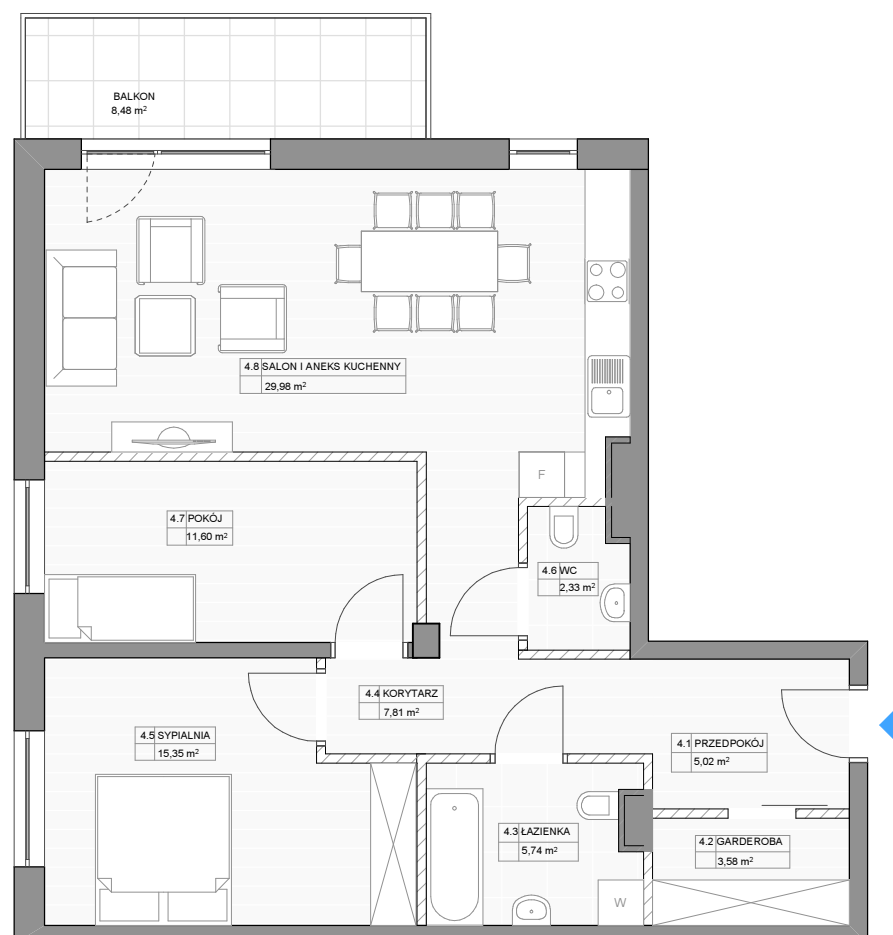 BALKON
8,48 m²
4.8 SALON I ANEKS KUCHENNY
29,98 m²
F
4.7 POKÓJ
11,60 m²
4.6 WC
2,33 m²
4.4 KORYTARZ
7,81 m²
4.5 SYPIALNIA
15,35 m²
4.1 PRZEDPOKÓJ
5,02 m²
4.3 ŁAZIENKA
5,74 m²
4.2 GARDEROBA
3,58 m²
W